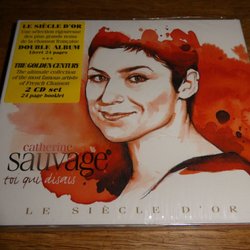 LE SIÈCLE D'OR
Une sélection rigoureuse
des plus grands noms
de la chanson française
DOUBLE ALBUM
Livret 24 pages
***
THE GOLDEN CENTURY
The ultimate collection
of the most famous artists
of French Chanson
2 CD set
24 page booklet
catherine
sauvage
toi qui disais
LE SIÈCLE D'OR